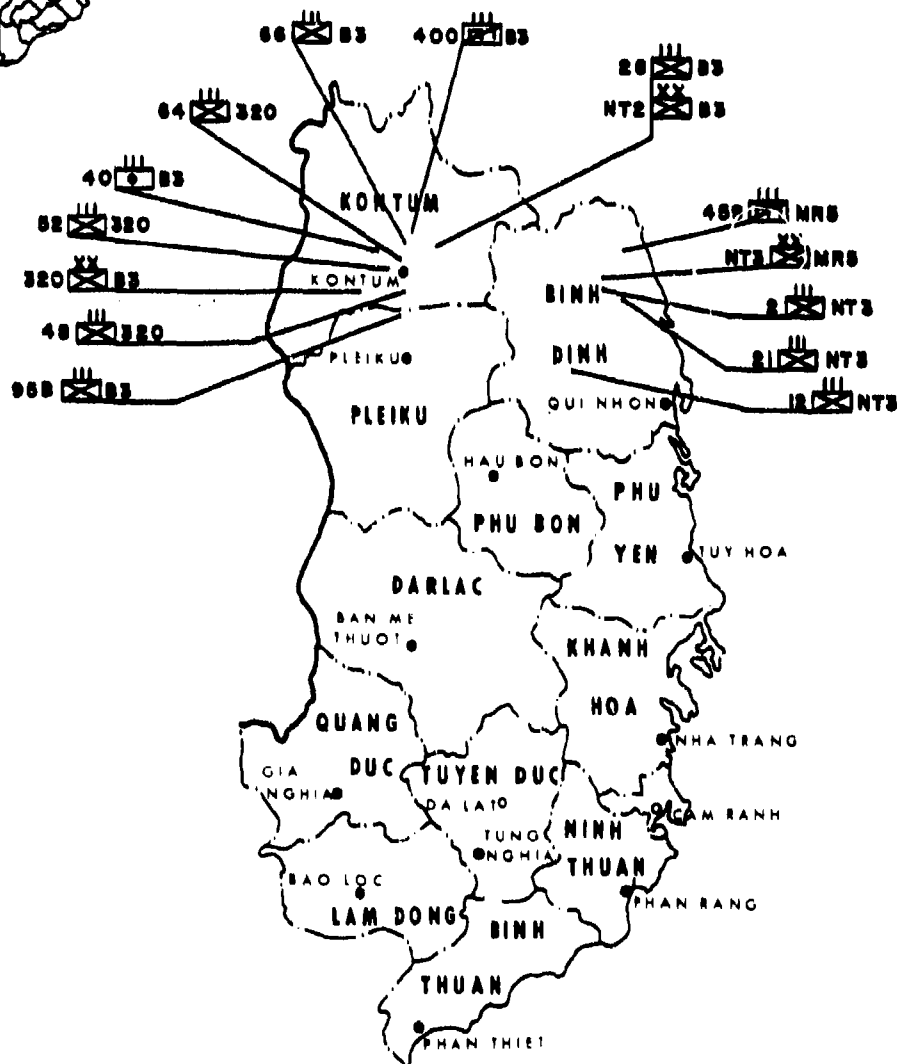 66 B3
400 B3
28 B3
NT2 B3
64 320
40 B3
52 320
320 B3
48 320
95B B3
MR5
NT3 MR5
2 NT3
21 NT3
12 NT3
KONTUM
KONTUM
PLEIKU
PLEIKU
BINH
DINH
QUI NHON
HAU BON
PHU BON
PHU
YEN
TUY HOA
DARLAC
BAN ME
THUOT
KHANH
HOA
NHA TRANG
QUANG
DUC
GIA
NGHIA
TUYEN DUC
DA LAT
TUNG
NGHIA
CAM RANH
NINH
THUAN
PHAN RANG
BAO LOC
LAM DONG
BINH
THUAN
PHAN THIET